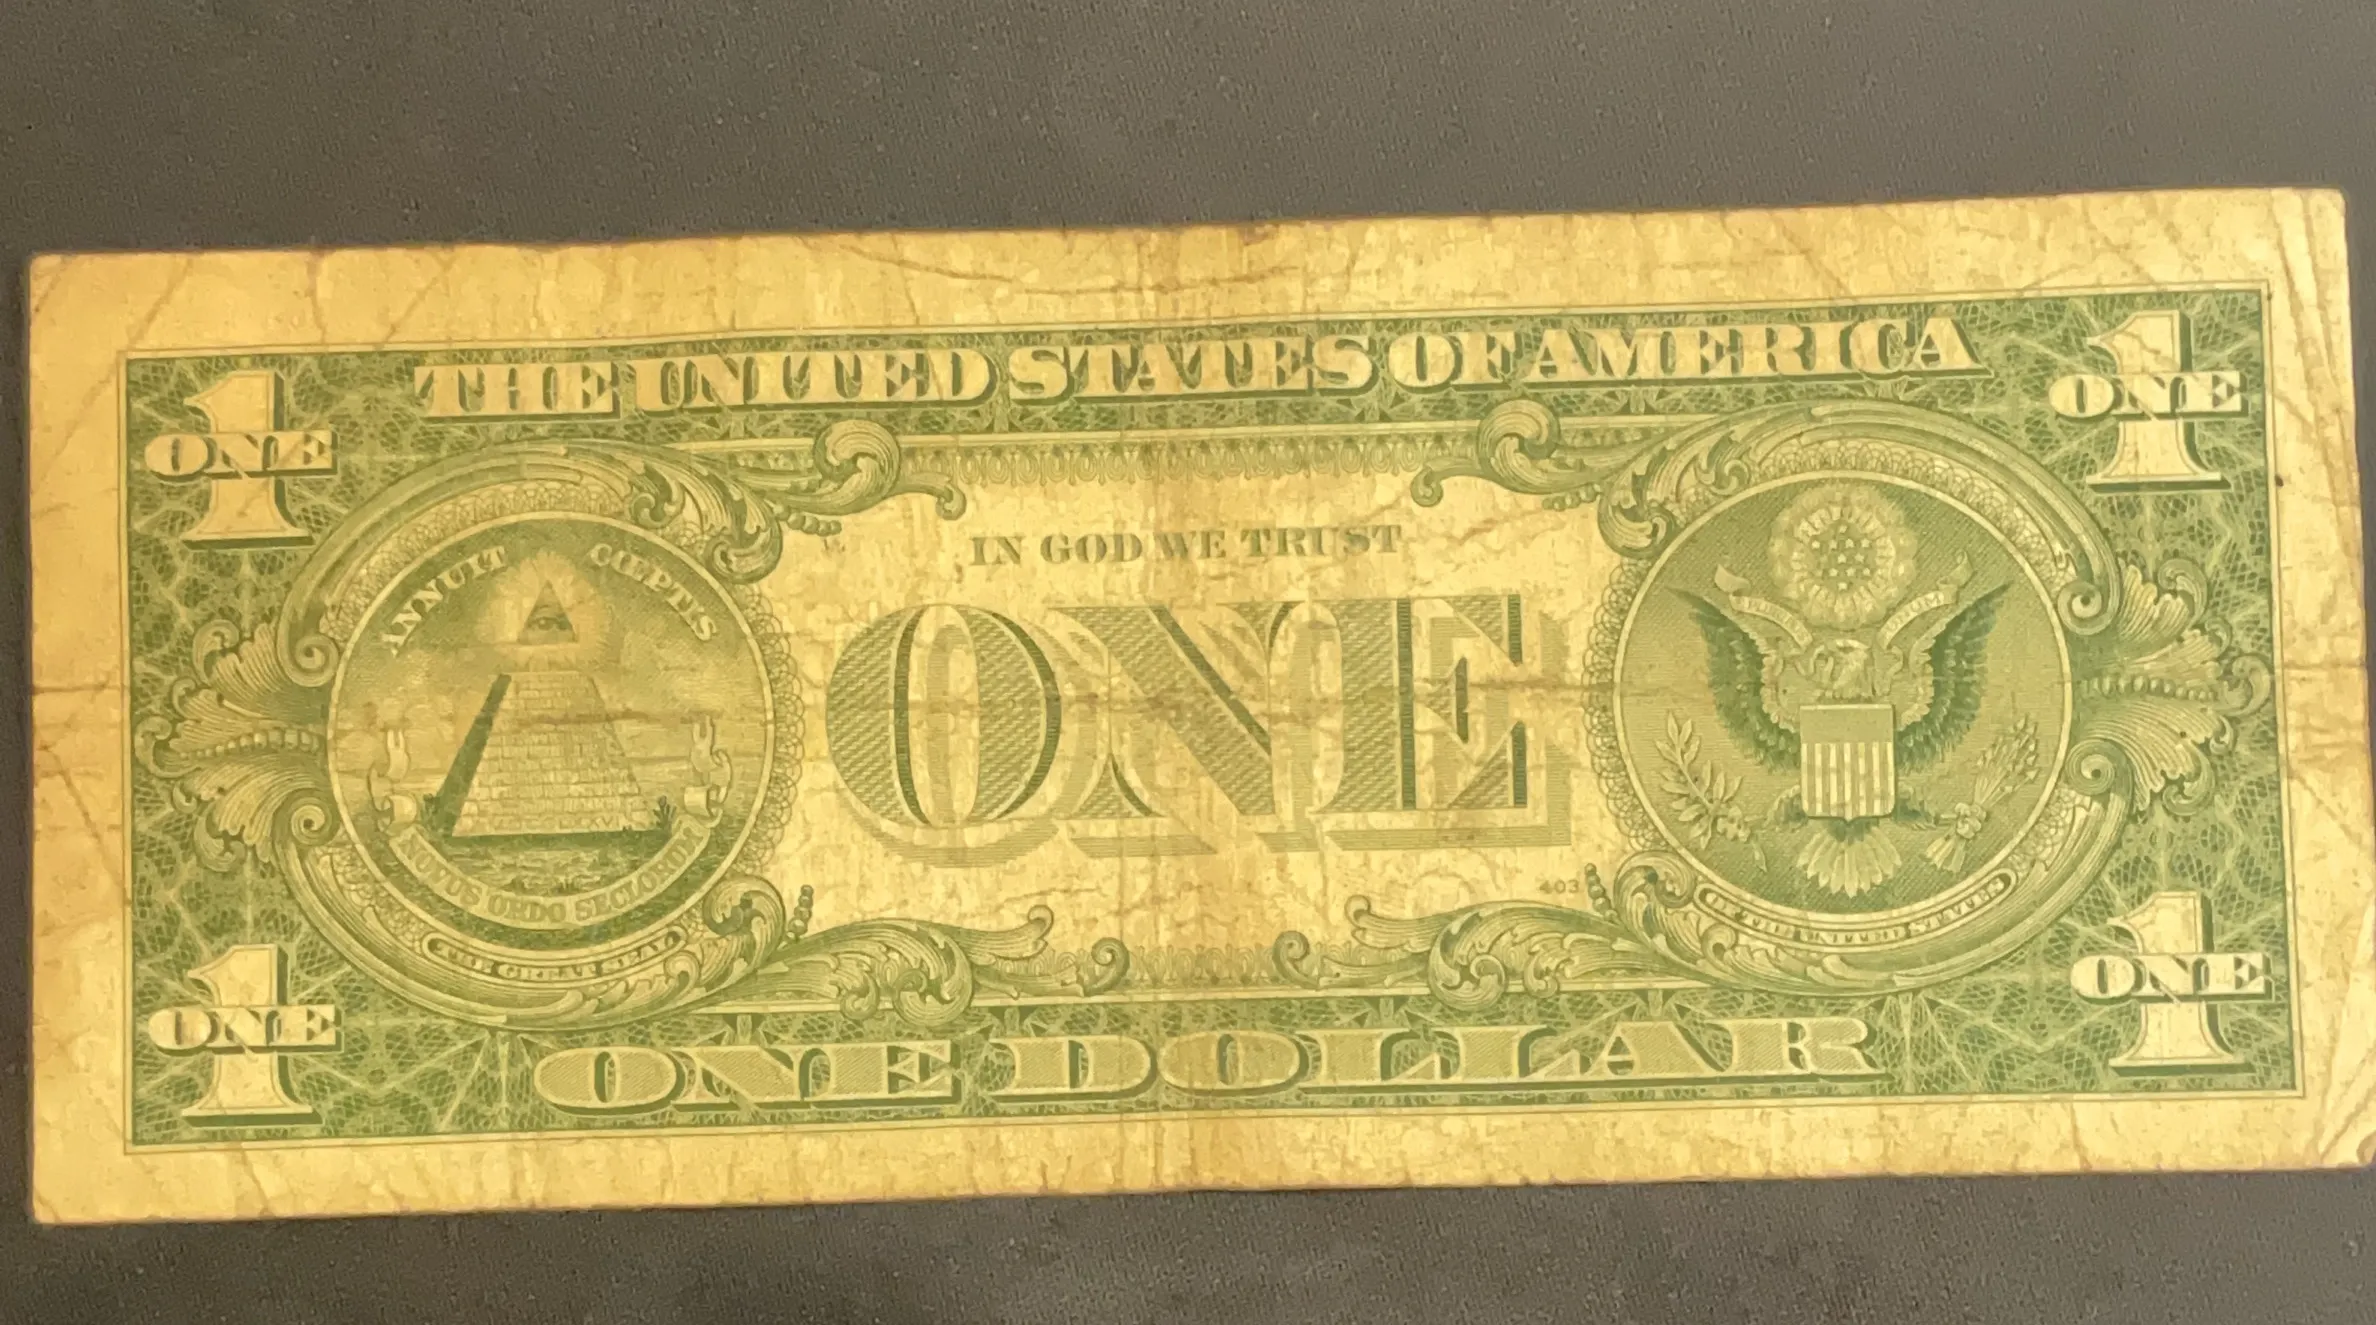 THE UNITED STATES OF AMERICA
1
ONE
1
ONE
ANNUIT CŒPTIS
IN GOD WE TRUST
ONE
403
NOVUS ORDO SECLORUM
THE GREAT SEAL
OF THE UNITED STATES
1
ONE
1
ONE
ONE DOLLAR